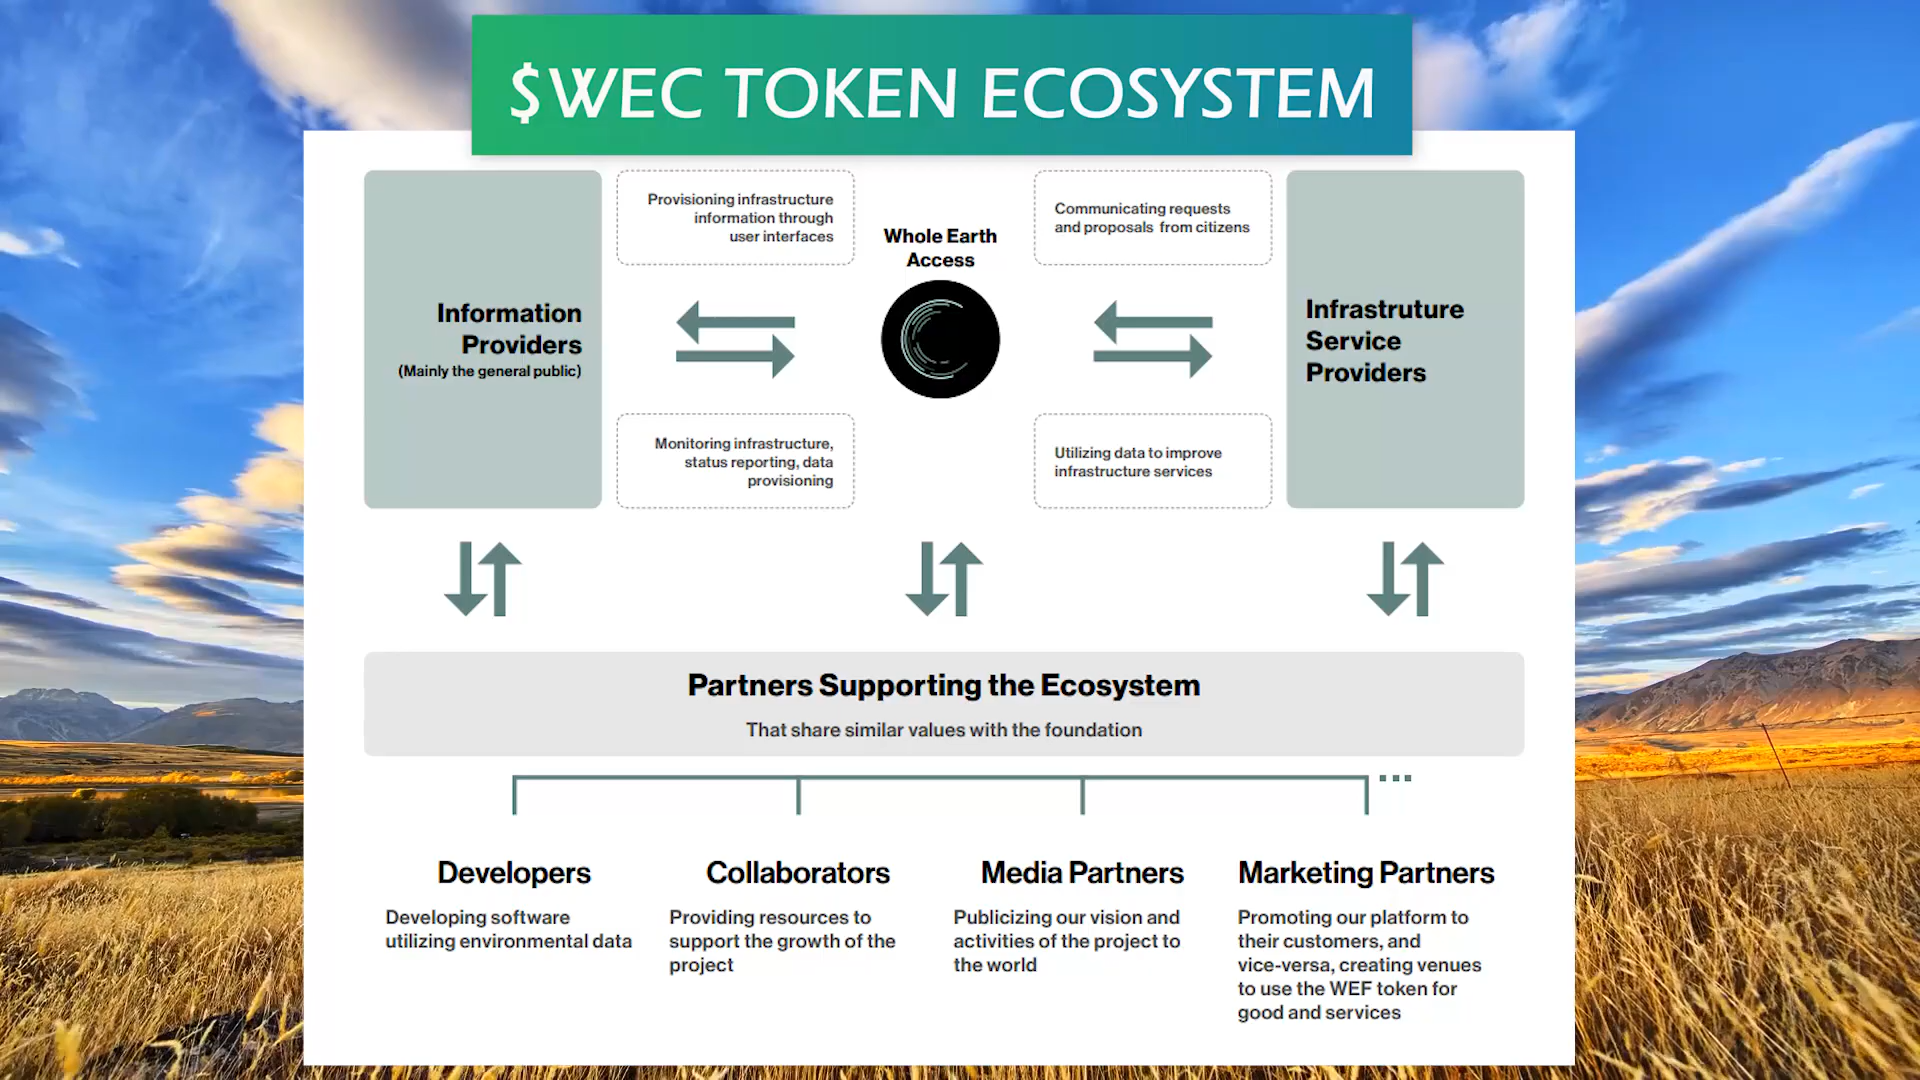 $WEC TOKEN ECOSYSTEM
Information
Providers
(Mainly the general public)
Provisioning infrastructure
information through
user interfaces
Monitoring infrastructure,
status reporting, data
provisioning
Whole Earth
Access
Communicating requests
and proposals from citizens
Utilizing data to improve
infrastructure services
Infrastruture
Service
Providers
Partners Supporting the Ecosystem
That share similar values with the foundation
Developers
Developing software
utilizing environmental data
Collaborators
Providing resources to
support the growth of the
project
Media Partners
Publicizing our vision and
activities of the project to
the world
Marketing Partners
Promoting our platform to
their customers, and
vice-versa, creating venues
to use the WEF token for
good and services